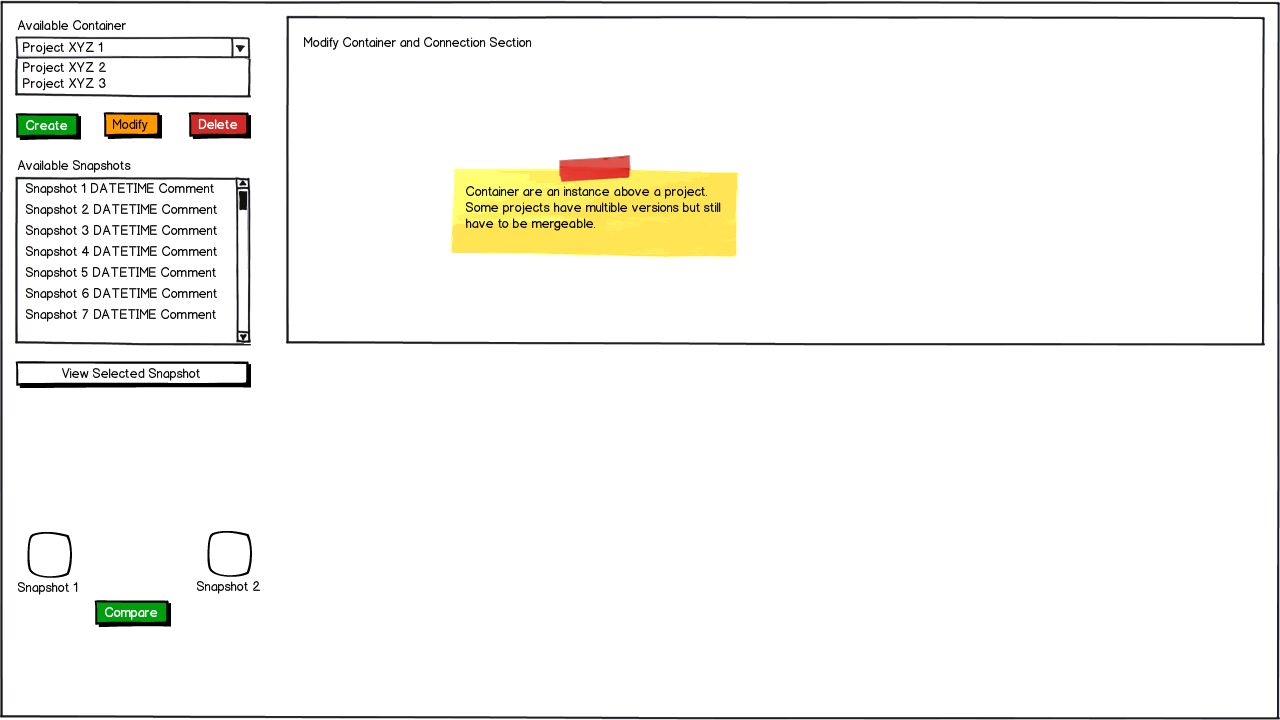 Available Container
Project XYZ 1
Project XYZ 2
Project XYZ 3
Create
Modify
Delete
Available Snapshots
Snapshot 1 DATETIME Comment
Snapshot 2 DATETIME Comment
Snapshot 3 DATETIME Comment
Snapshot 4 DATETIME Comment
Snapshot 5 DATETIME Comment
Snapshot 6 DATETIME Comment
Snapshot 7 DATETIME Comment
View Selected Snapshot
Snapshot 1
Snapshot 2
Compare
Modify Container and Connection Section
Container are an instance above a project.
Some projects have multible versions but still
have to be mergeable.